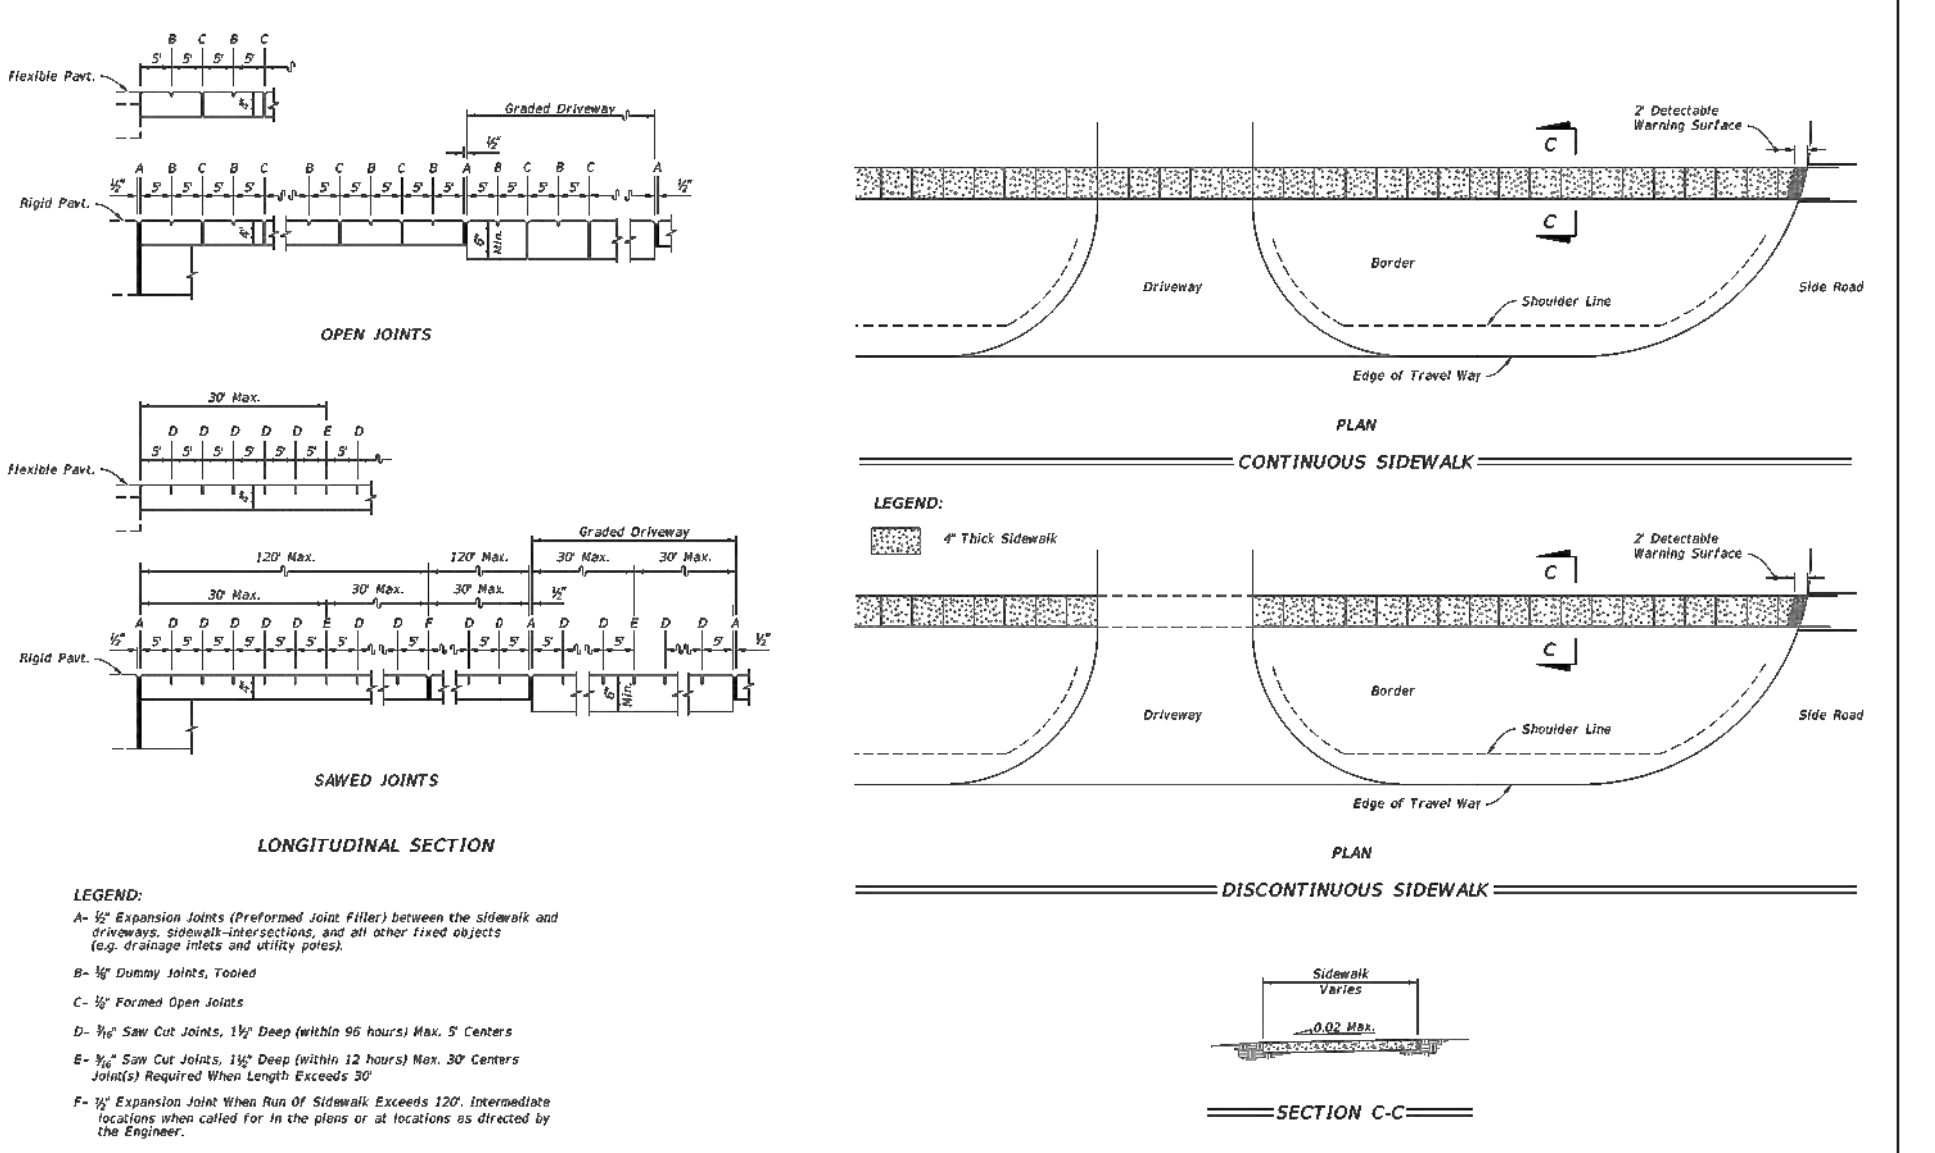 B C B C
5' 5' 5' 5'
Flexible Pavt.
4"
Graded Driveway
½"
A B C B C B C B C B A B C B C A
½" 5' 5' 5' 5' 5' 5' 5' 5' 5' 5' 5' 5' 5' ½"
Rigid Pavt.
4" 6" Min.
OPEN JOINTS
30' Max.
D D D D D E D
5' 5' 5' 5' 5' 5' 5'
Flexible Pavt.
4"
Graded Driveway
120' Max. 120' Max. 30' Max. 30' Max.
30' Max. 30' Max. 30' Max. ½"
A D D D D D E D D F D D A D D E D D A
½" 5' 5' 5' 5' 5' 5' 5' 5' 5' 5' 5' 5' 5' ½"
Rigid Pavt.
4" 6" Min.
SAWED JOINTS
LONGITUDINAL SECTION
LEGEND:
A- ½" Expansion Joints (Preformed Joint Filler) between the sidewalk and
driveways, sidewalk-intersections, and all other fixed objects
(e.g. drainage inlets and utility poles).
B- ⅛" Dummy Joints, Tooled
C- ⅛" Formed Open Joints
D- 3/16" Saw Cut Joints, 1½" Deep (within 96 hours) Max. 5' Centers
E- 3/16" Saw Cut Joints, 1½" Deep (within 12 hours) Max. 30' Centers
Joint(s) Required When Length Exceeds 30'
F- ½" Expansion Joint When Run Of Sidewalk Exceeds 120'. Intermediate
locations when called for in the plans or at locations as directed by
the Engineer.
2' Detectable
Warning Surface
C
C
Border
Driveway
Side Road
Shoulder Line
Edge of Travel Way
PLAN
CONTINUOUS SIDEWALK
LEGEND:
4" Thick Sidewalk
2' Detectable
Warning Surface
C
C
Border
Driveway
Side Road
Shoulder Line
Edge of Travel Way
PLAN
DISCONTINUOUS SIDEWALK
Sidewalk
Varies
0.02 Max.
SECTION C-C